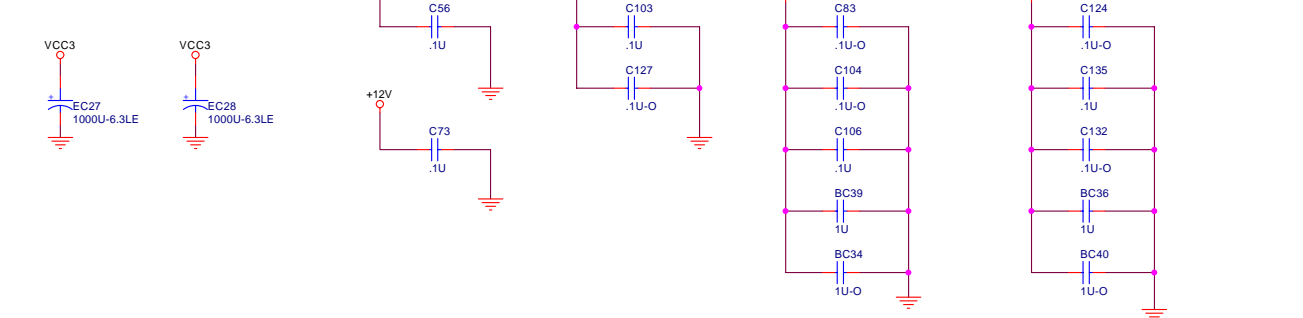 C56
.1U
C103
.1U
C83
.1U-O
C124
.1U-O
VCC3
VCC3
C127
.1U-O
C104
.1U-O
C135
.1U
EC27
1000U-6.3LE
EC28
1000U-6.3LE
+12V
C73
.1U
C106
.1U
C132
.1U-O
BC39
1U
BC36
1U
BC34
1U-O
BC40
1U-O